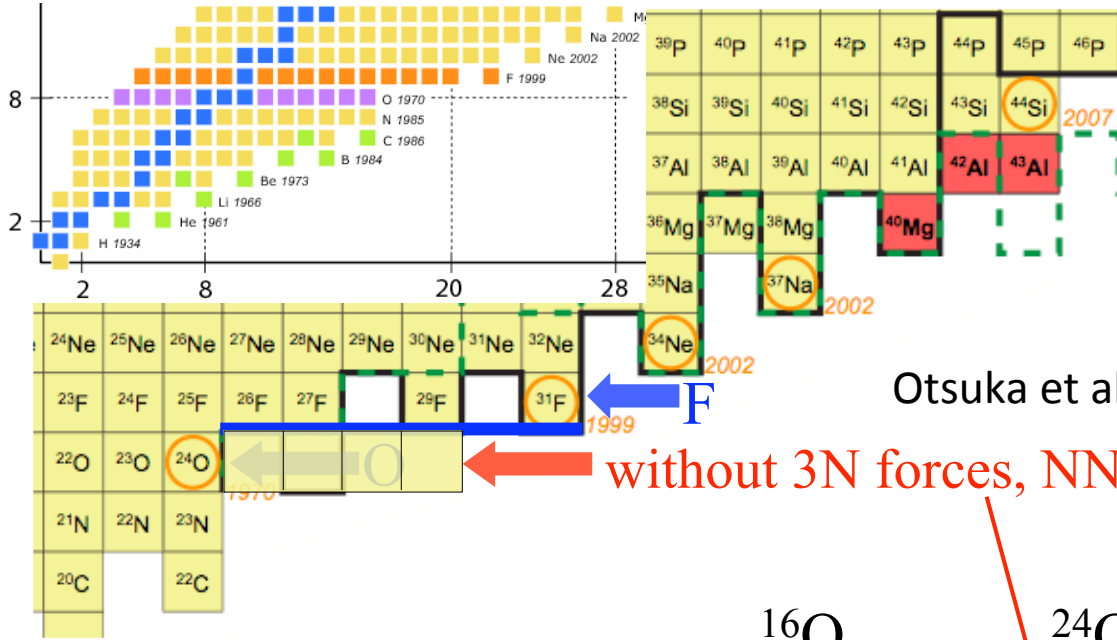 Mg
Na 2002
Ne 2002
F 1999
8
O 1970
N 1985
C 1986
B 1984
Be 1973
Li 1966
2
He 1961
H 1934
2 8 20 28
³⁹P ⁴⁰P ⁴¹P ⁴²P ⁴³P ⁴⁴P ⁴⁵P ⁴⁶P
³⁸Si ³⁹Si ⁴⁰Si ⁴¹Si ⁴²Si ⁴³Si ⁴⁴Si
2007
³⁷Al ³⁸Al ³⁹Al ⁴⁰Al ⁴¹Al ⁴²Al ⁴³Al
³⁶Mg ³⁷Mg ³⁸Mg ⁴⁰Mg
³⁵Na ³⁷Na
2002
²⁴Ne ²⁵Ne ²⁶Ne ²⁷Ne ²⁸Ne ²⁹Ne ³⁰Ne ³¹Ne ³²Ne ³⁴Ne
2002
²³F ²⁴F ²⁵F ²⁶F ²⁷F ²⁹F ³¹F
F
1999
Otsuka et al
²²O ²³O ²⁴O
O
1970
without 3N forces, NN
²¹N ²²N ²³N
²⁰C ²²C
¹⁶O ²⁴O